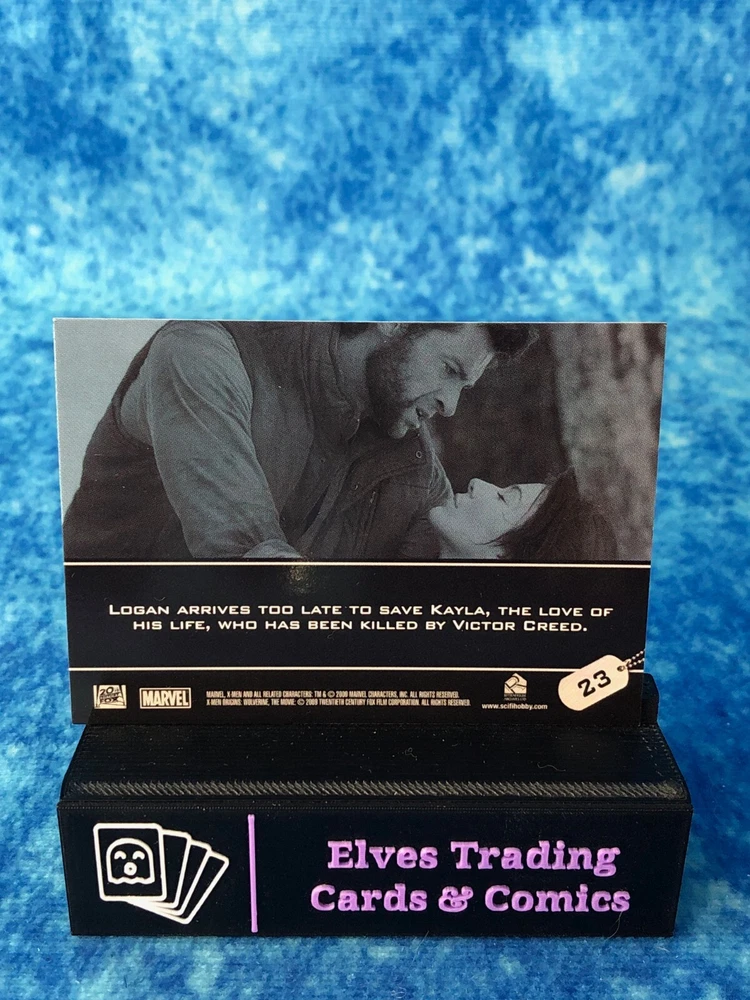 LOGAN ARRIVES TOO LATE TO SAVE KAYLA, THE LOVE OF
HIS LIFE, WHO HAS BEEN KILLED BY VICTOR CREED.
23
20th
CENTURY
FOX
MARVEL
MARVEL, X-MEN AND ALL RELATED CHARACTERS: TM & © 2009 MARVEL CHARACTERS, INC. ALL RIGHTS RESERVED.
X-MEN ORIGINS: WOLVERINE, THE MOVIE: © 2009 TWENTIETH CENTURY FOX FILM CORPORATION. ALL RIGHTS RESERVED.
www.scifihobby.com
Elves Trading
Cards & Comics